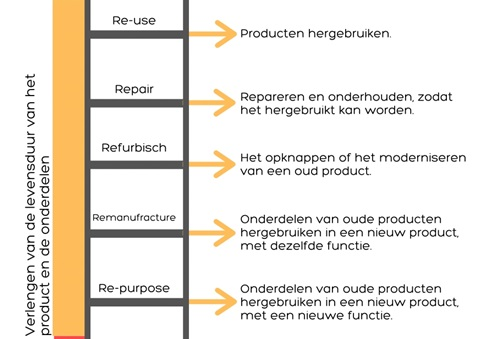 Verlengen van de levensduur van het
product en de onderdelen
Re-use
Producten hergebruiken.
Repair
Repareren en onderhouden, zodat
het hergebruikt kan worden.
Refurbisch
Het opknappen of het moderniseren
van een oud product.
Remanufracture
Onderdelen van oude producten
hergebruiken in een nieuw product,
met dezelfde functie.
Re-purpose
Onderdelen van oude producten
hergebruiken in een nieuw product,
met een nieuwe functie.